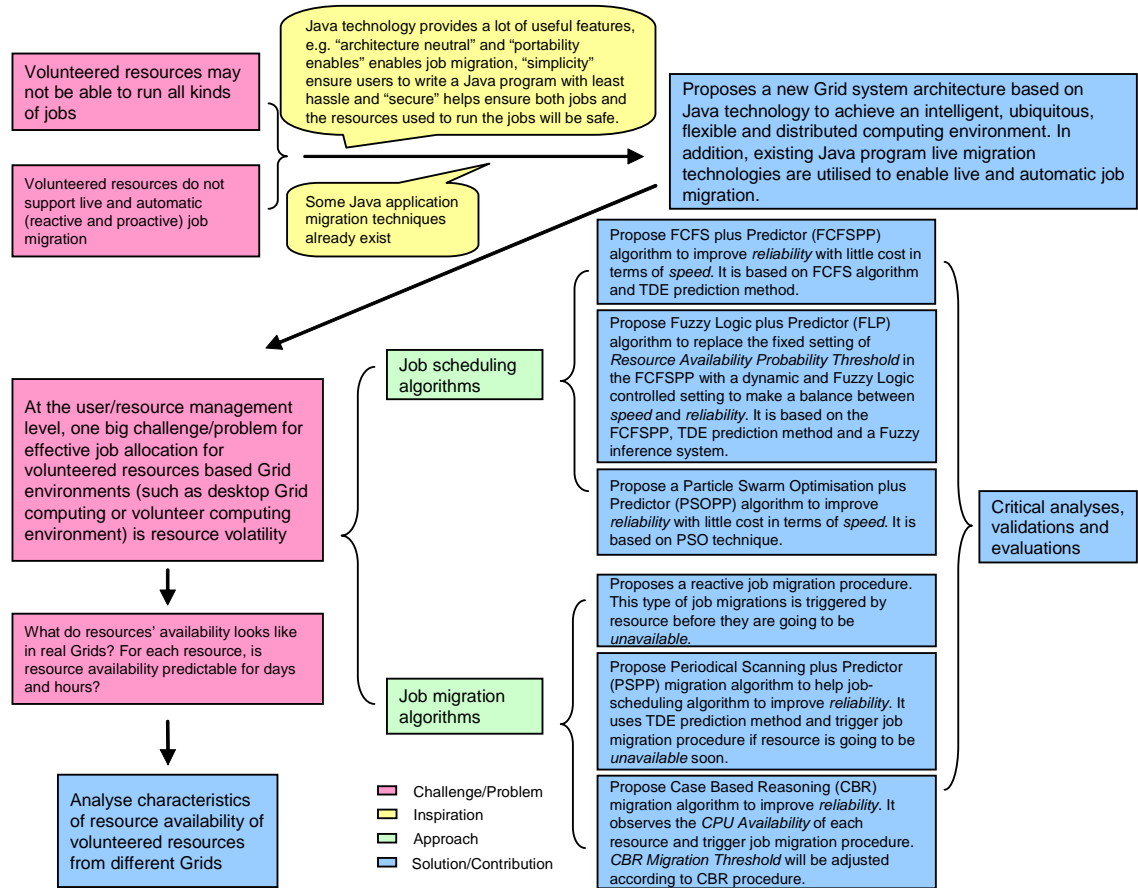 Java technology provides a lot of useful features,
e.g. “architecture neutral” and “portability
enables” enables job migration, “simplicity”
ensure users to write a Java program with least
hassle and “secure” helps ensure both jobs and
the resources used to run the jobs will be safe.
Volunteered resources may
not be able to run all kinds
of jobs
Volunteered resources do not
support live and automatic
(reactive and proactive) job
migration
Some Java application
migration techniques
already exist
Proposes a new Grid system architecture based on
Java technology to achieve an intelligent, ubiquitous,
flexible and distributed computing environment. In
addition, existing Java program live migration
technologies are utilised to enable live and automatic job
migration.
At the user/resource management
level, one big challenge/problem for
effective job allocation for
volunteered resources based Grid
environments (such as desktop Grid
computing or volunteer computing
environment) is resource volatility
What do resources’ availability looks like
in real Grids? For each resource, is
resource availability predictable for days
and hours?
Analyse characteristics
of resource availability of
volunteered resources
from different Grids
Job scheduling
algorithms
Job migration
algorithms
Propose FCFS plus Predictor (FCFSPP)
algorithm to improve reliability with little cost in
terms of speed. It is based on FCFS algorithm
and TDE prediction method.
Propose Fuzzy Logic plus Predictor (FLP)
algorithm to replace the fixed setting of
Resource Availability Probability Threshold in
the FCFSPP with a dynamic and Fuzzy Logic
controlled setting to make a balance between
speed and reliability. It is based on the
FCFSPP, TDE prediction method and a Fuzzy
inference system.
Propose a Particle Swarm Optimisation plus
Predictor (PSOPP) algorithm to improve
reliability with little cost in terms of speed. It is
based on PSO technique.
Proposes a reactive job migration procedure.
This type of job migrations is triggered by
resource before they are going to be
unavailable.
Propose Periodical Scanning plus Predictor
(PSPP) migration algorithm to help job-
scheduling algorithm to improve reliability. It
uses TDE prediction method and trigger job
migration procedure if resource is going to be
unavailable soon.
Propose Case Based Reasoning (CBR)
migration algorithm to improve reliability. It
observes the CPU Availability of each
resource and trigger job migration procedure.
CBR Migration Threshold will be adjusted
according to CBR procedure.
Critical analyses,
validations and
evaluations
Challenge/Problem
Inspiration
Approach
Solution/Contribution